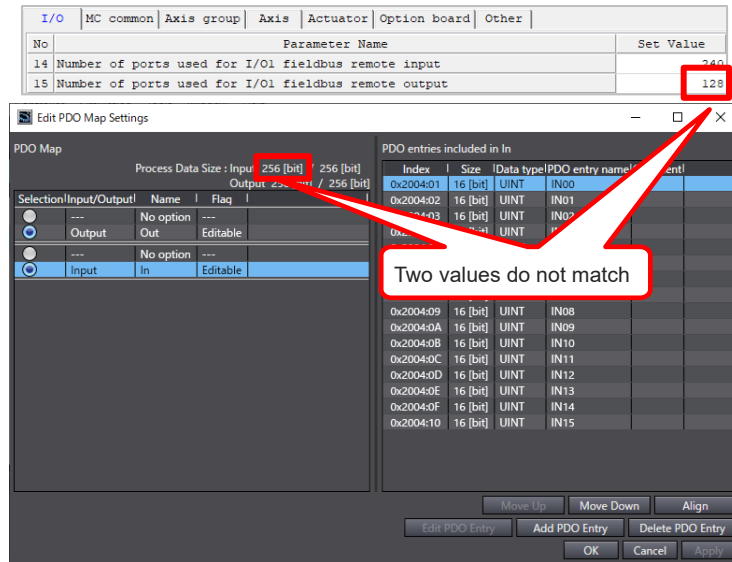 I/O MC common Axis group Axis Actuator Option board Other
No Parameter Name Set Value
14 Number of ports used for I/O1 fieldbus remote input 240
15 Number of ports used for I/O1 fieldbus remote output 128
Edit PDO Map Settings
PDO Map
Process Data Size : Input 256 [bit] / 256 [bit]
Output 256 [bit] / 256 [bit]
Selection Input/Output Name Flag
--- No option ---
Output Out Editable
--- No option ---
Input In Editable
PDO entries included in In
Index Size Data type PDO entry name
0x2004:01 16 [bit] UINT IN00
0x2004:02 16 [bit] UINT IN01
16 [bit] UINT IN02
16 [bit] UINT
Two values do not match
0x2004:09 16 [bit] UINT IN08
0x2004:0A 16 [bit] UINT IN09
0x2004:0B 16 [bit] UINT IN10
0x2004:0C 16 [bit] UINT IN11
0x2004:0D 16 [bit] UINT IN12
0x2004:0E 16 [bit] UINT IN13
0x2004:0F 16 [bit] UINT IN14
0x2004:10 16 [bit] UINT IN15
Move Up Move Down Align
Edit PDO Entry Add PDO Entry Delete PDO Entry
OK Cancel Apply